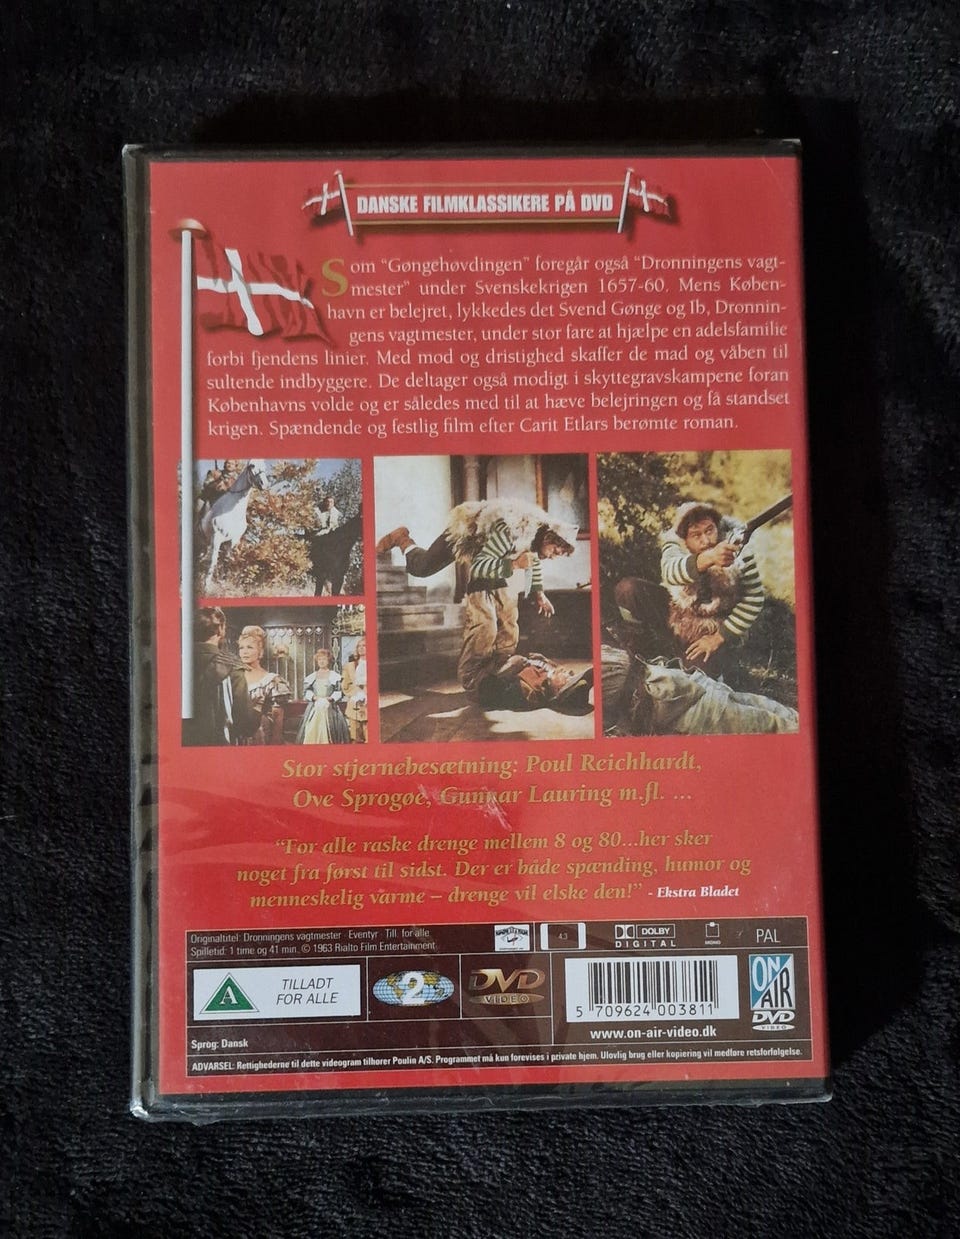 DANSKE FILMKLASSIKERE PÅ DVD
Som "Gøngehøvdingen" foregår også "Dronningens vagt-
mester" under Svenskekrigen 1657-60. Mens Køben-
havn er belejret, lykkedes det Svend Gønge og Ib, Dronnin-
gens vagtmester, under stor fare at hjælpe en adelsfamilie
forbi fjendens linier. Med mod og dristighed skaffer de mad og våben til
sultende indbyggere. De deltager også modigt i skyttegravskampene foran
Københavns volde og er således med til at hæve belejringen og få standset
krigen. Spændende og festlig film efter Carit Etlars berømte roman.
Stor stjernebesætning: Poul Reichhardt,
Ove Sprogøe, Gunnar Lauring m.fl. ...
"For alle raske drenge mellem 8 og 80...her sker
noget fra først til sidst. Der er både spænding, humor og
menneskelig varme – drenge vil elske den!" - Ekstra Bladet
Originaltitel: Dronningens vagtmester · Eventyr · Till. for alle
Spilletid: 1 time og 41 min. © 1963 Rialto Film Entertainment
4:3
DOLBY
DIGITAL
MONO
PAL
A
TILLADT
FOR ALLE
2
DVD
VIDEO
5 709624 003811
www.on-air-video.dk
ON
AIR
DVD
VIDEO
Sprog: Dansk
ADVARSEL: Rettighederne til dette videogram tilhører Poulin A/S. Programmet må kun forevises i private hjem. Ulovlig brug eller kopiering vil medføre retsforfølgelse.